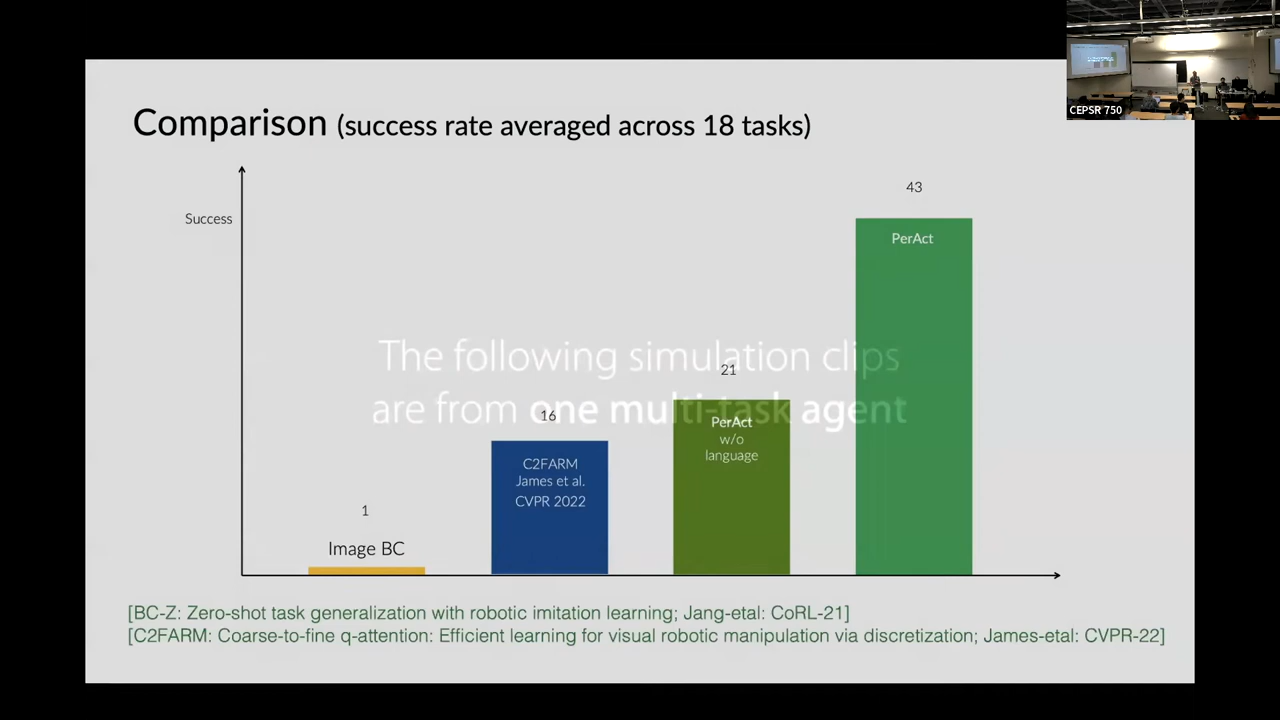 CEPSR 750
Comparison (success rate averaged across 18 tasks)
43
Success
PerAct
The following simulation clips
21
are from one multi-task agent
16
PerAct
w/o
language
C2FARM
James et al.
CVPR 2022
1
Image BC
[BC-Z: Zero-shot task generalization with robotic imitation learning; Jang-etal: CoRL-21]
[C2FARM: Coarse-to-fine q-attention: Efficient learning for visual robotic manipulation via discretization; James-etal: CVPR-22]